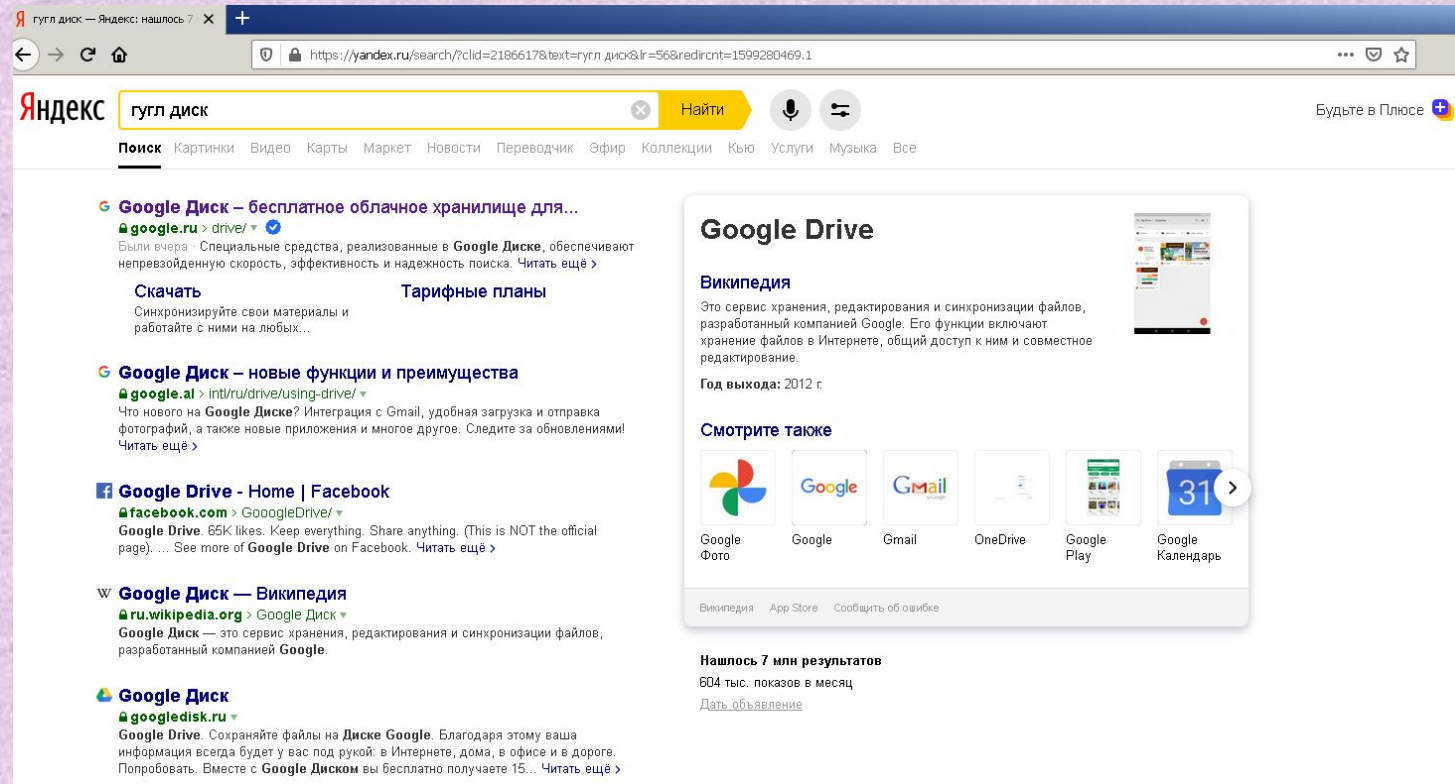 гугл диск — Яндекс: нашлось 7
https://yandex.ru/search/?clid=2186617&text=гугл диск&lr=56&redircnt=1599280469.1
Яндекс
гугл диск
Найти
Будьте в Плюсе
Поиск Картинки Видео Карты Маркет Новости Переводчик Эфир Коллекции Кью Услуги Музыка Все
Google Диск – бесплатное облачное хранилище для...
google.ru › drive/
Были вчера · Специальные средства, реализованные в Google Диске, обеспечивают
непревзойденную скорость, эффективность и надежность поиска. Читать ещё ›
Скачать
Синхронизируйте свои материалы и
работайте с ними на любых...
Тарифные планы
Google Диск – новые функции и преимущества
google.al › intl/ru/drive/using-drive/
Что нового на Google Диске? Интеграция с Gmail, удобная загрузка и отправка
фотографий, а также новые приложения и многое другое. Следите за обновлениями!
Читать ещё ›
Google Drive - Home | Facebook
facebook.com › GooogleDrive/
Google Drive. 65K likes. Keep everything. Share anything. (This is NOT the official
page). ... See more of Google Drive on Facebook. Читать ещё ›
W Google Диск — Википедия
ru.wikipedia.org › Google Диск
Google Диск — это сервис хранения, редактирования и синхронизации файлов,
разработанный компанией Google.
Google Диск
googledisk.ru
Google Drive. Сохраняйте файлы на Диске Google. Благодаря этому ваша
информация всегда будет у вас под рукой: в Интернете, дома, в офисе и в дороге.
Попробовать. Вместе с Google Диском вы бесплатно получаете 15... Читать ещё ›
Google Drive
Википедия
Это сервис хранения, редактирования и синхронизации файлов,
разработанный компанией Google. Его функции включают
хранение файлов в Интернете, общий доступ к ним и совместное
редактирование.
Год выхода: 2012 г.
Смотрите также
Google
Gmail
31
Google
Фото
Google
Gmail
OneDrive
Google
Play
Google
Календарь
Википедия App Store Сообщить об ошибке
Нашлось 7 млн результатов
604 тыс. показов в месяц
Дать объявление